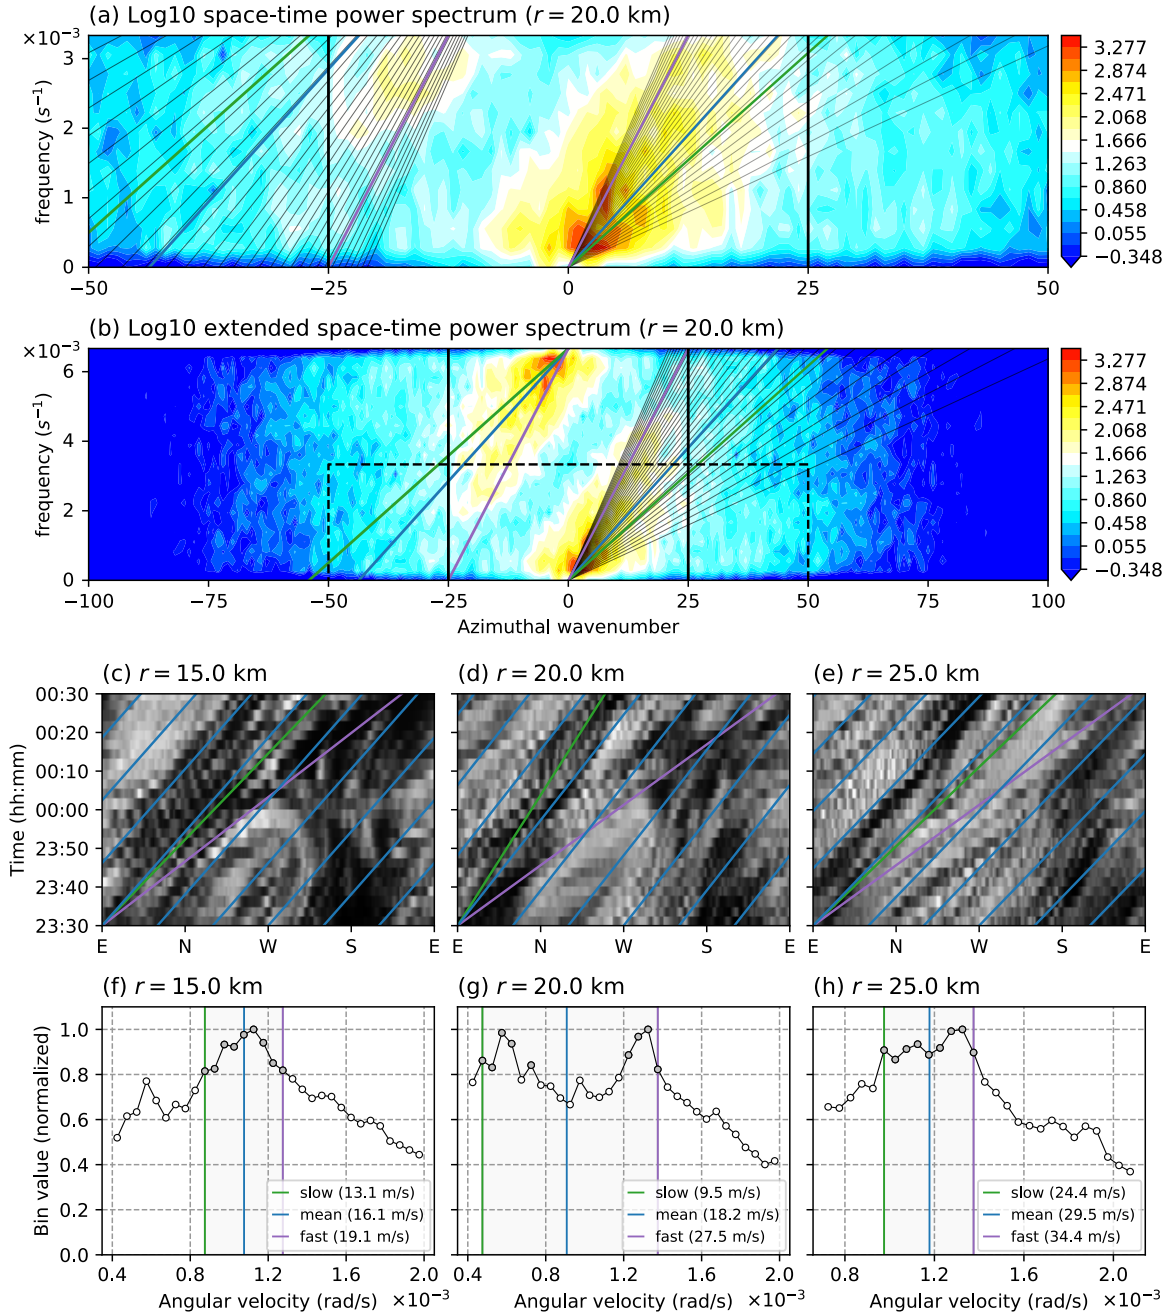 (a) Log10 space-time power spectrum (r = 20.0 km)
×10⁻³
3
2
1
0
frequency (s⁻¹)
−50 −25 0 25 50
3.277
2.874
2.471
2.068
1.666
1.263
0.860
0.458
0.055
−0.348
(b) Log10 extended space-time power spectrum (r = 20.0 km)
×10⁻³
6
4
2
0
frequency (s⁻¹)
−100 −75 −50 −25 0 25 50 75 100
Azimuthal wavenumber
3.277
2.874
2.471
2.068
1.666
1.263
0.860
0.458
0.055
−0.348
(c) r = 15.0 km
(d) r = 20.0 km
(e) r = 25.0 km
00:30
00:20
00:10
00:00
23:50
23:40
23:30
Time (hh:mm)
E N W S E
E N W S E
E N W S E
(f) r = 15.0 km
(g) r = 20.0 km
(h) r = 25.0 km
1.0
0.8
0.6
0.4
0.2
0.0
Bin value (normalized)
slow (13.1 m/s)
mean (16.1 m/s)
fast (19.1 m/s)
slow (9.5 m/s)
mean (18.2 m/s)
fast (27.5 m/s)
slow (24.4 m/s)
mean (29.5 m/s)
fast (34.4 m/s)
0.4 0.8 1.2 1.6 2.0
0.4 0.8 1.2 1.6 2.0
0.8 1.2 1.6 2.0
Angular velocity (rad/s) ×10⁻³
Angular velocity (rad/s) ×10⁻³
Angular velocity (rad/s) ×10⁻³